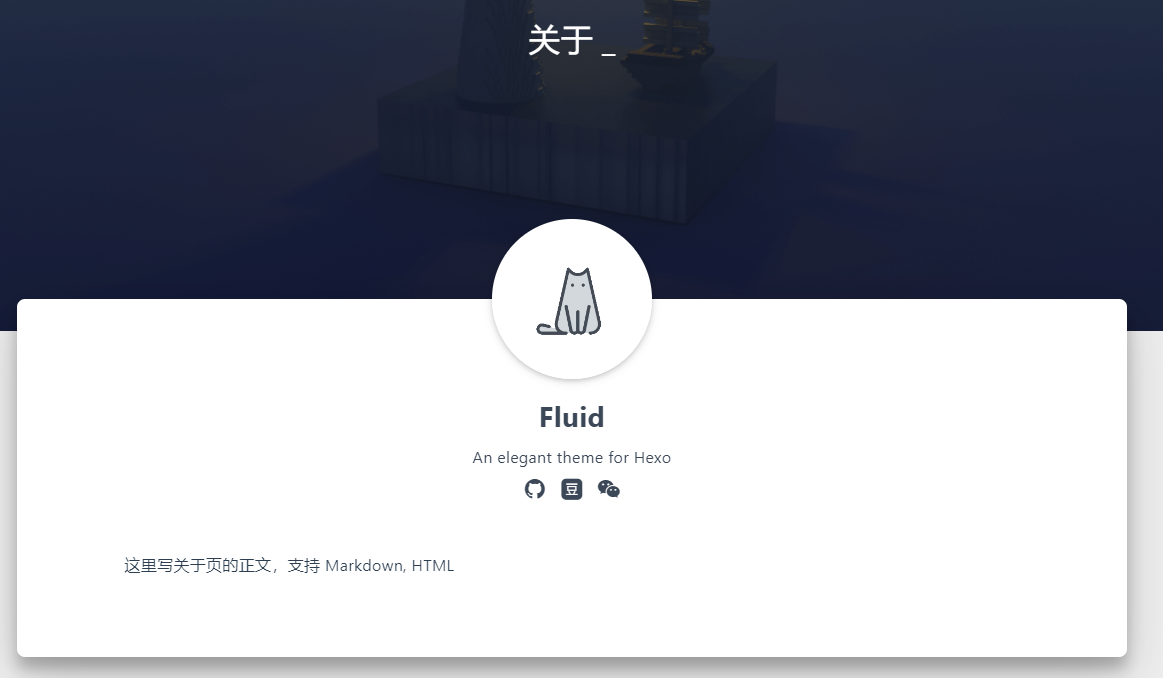 关于 _
Fluid
An elegant theme for Hexo
豆
这里写关于页的正文，支持 Markdown, HTML